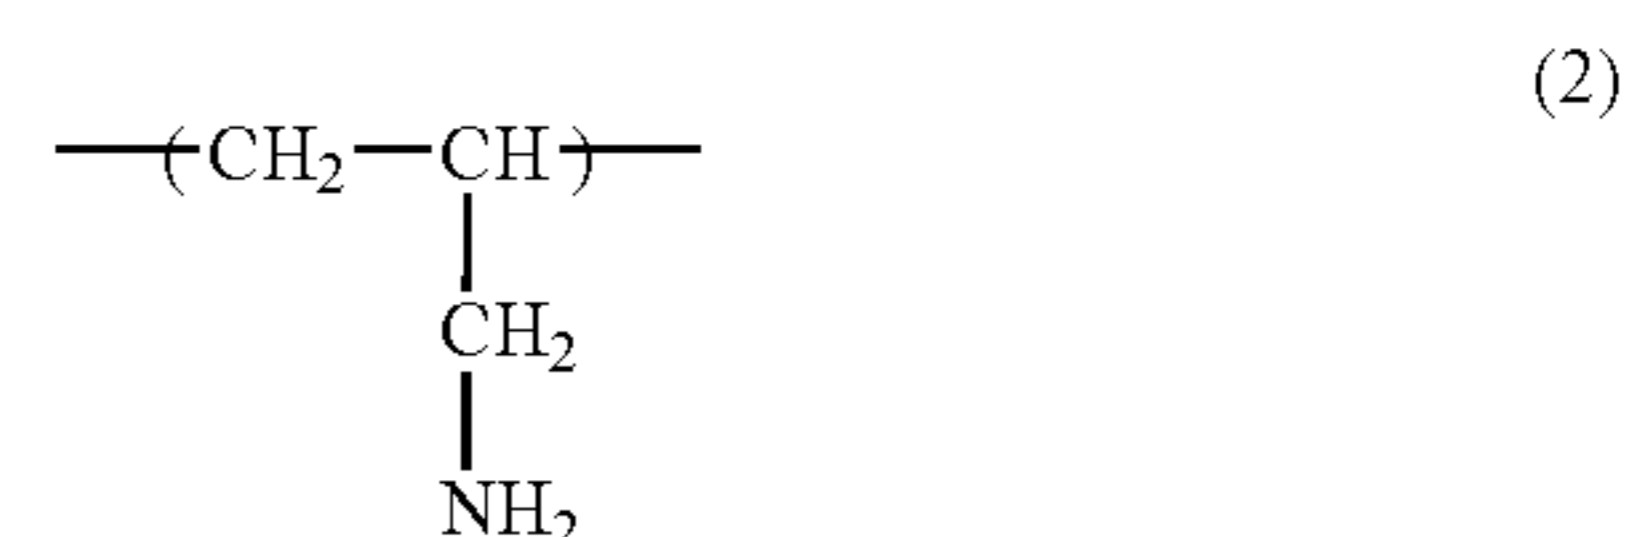 (2)
—(CH₂—CH)—
CH₂
NH₂